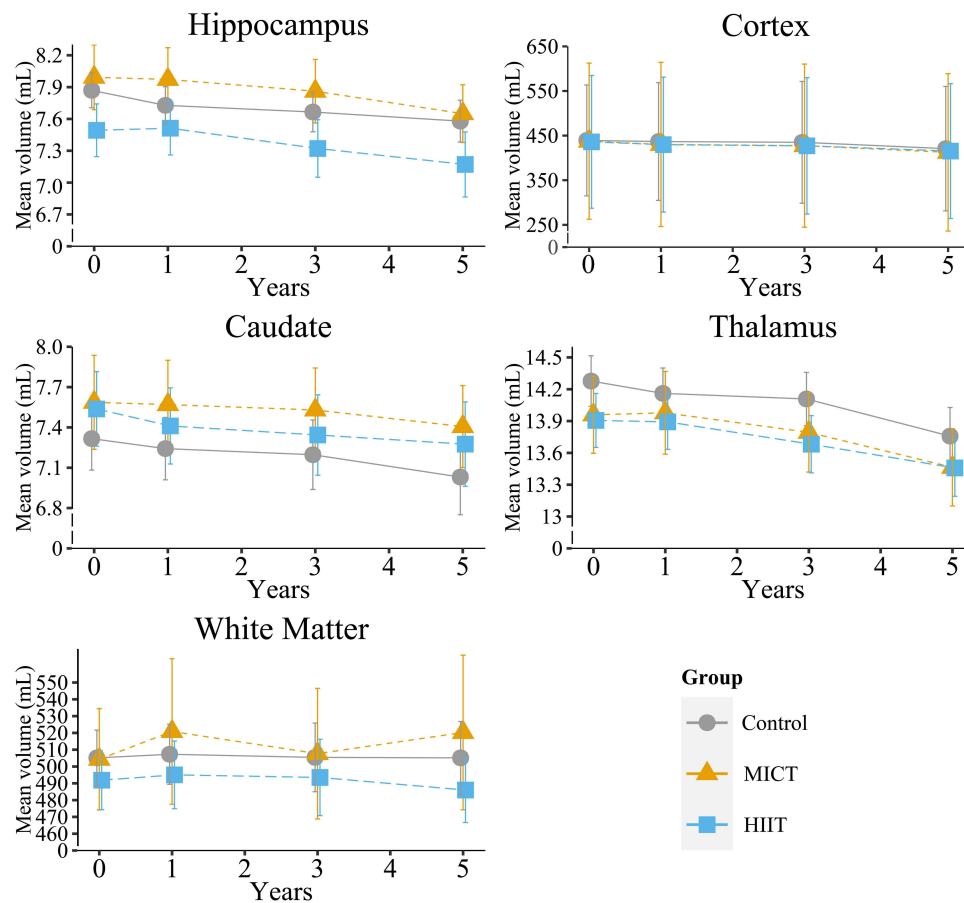 Hippocampus
Mean volume (mL)
8.2
7.9
7.6
7.3
7.0
6.7
0
0 1 2 3 4 5
Years
Cortex
Mean volume (mL)
650
550
450
350
250
0
0 1 2 3 4 5
Years
Caudate
Mean volume (mL)
8.0
7.7
7.4
7.1
6.8
0
0 1 2 3 4 5
Years
Thalamus
Mean volume (mL)
14.5
14.2
13.9
13.6
13.3
13
0
0 1 2 3 4 5
Years
White Matter
Mean volume (mL)
550
540
530
520
510
500
490
480
470
460
0
0 1 2 3 4 5
Years
Group
Control
MICT
HIIT